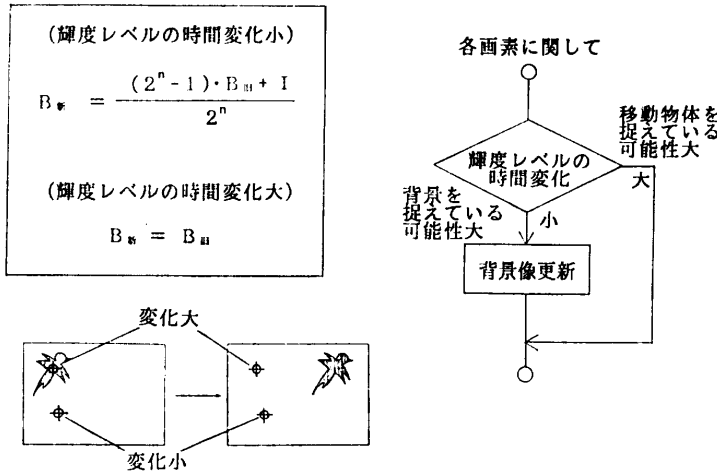 (輝度レベルの時間変化小)
B新 = ((2^n - 1)・B旧 + I) / 2^n
(輝度レベルの時間変化大)
B新 = B旧
変化大
変化小
各画素に関して
輝度レベルの
時間変化
移動物体を
捉えている
可能性大
大
背景を
捉えている
可能性大
小
背景像更新